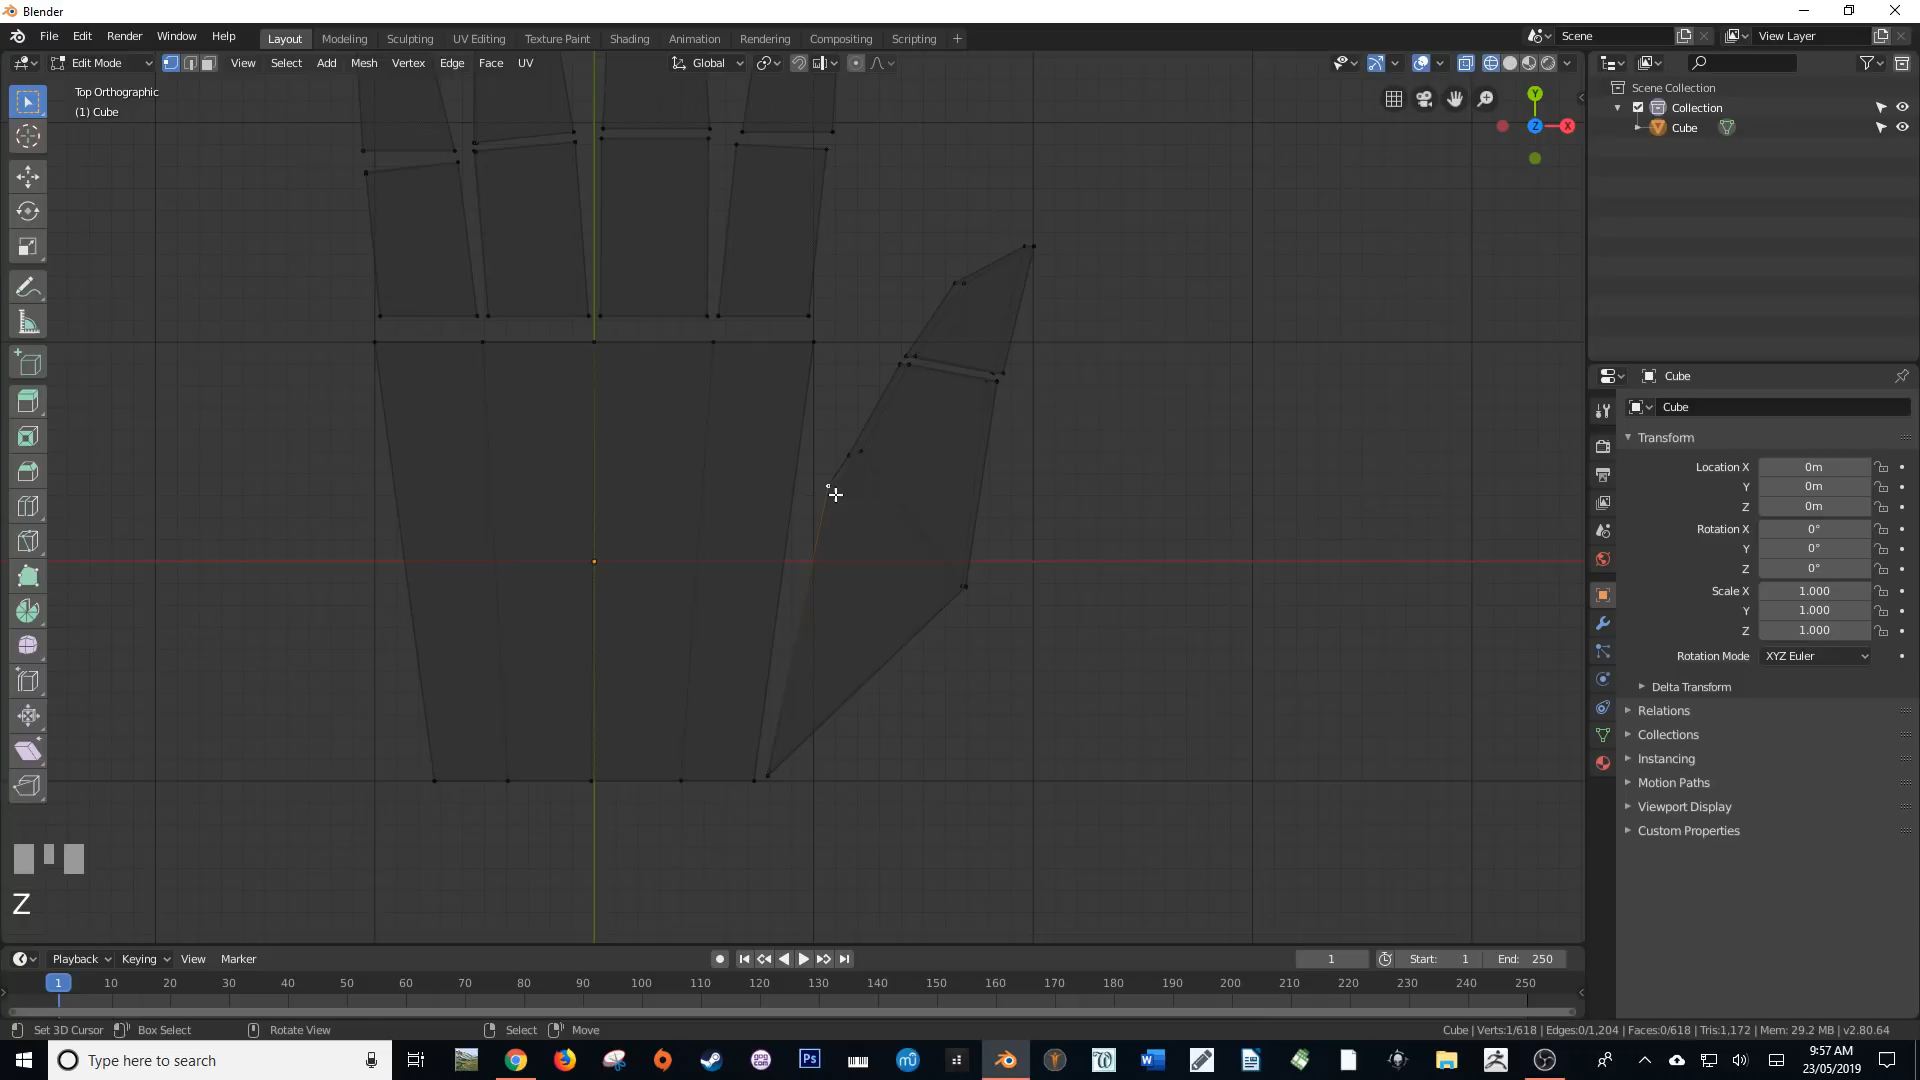 Blender
File Edit Render Window Help Layout Modeling Sculpting UV Editing Texture Paint Shading Animation Rendering Compositing Scripting + Scene View Layer
Edit Mode View Select Add Mesh Vertex Edge Face UV Global
Top Orthographic
(1) Cube
Y
Z X
Scene Collection
Collection
Cube
Cube
Cube
Transform
Location X 0m
Y 0m
Z 0m
Rotation X 0°
Y 0°
Z 0°
Scale X 1.000
Y 1.000
Z 1.000
Rotation Mode XYZ Euler
Delta Transform
Relations
Collections
Instancing
Motion Paths
Viewport Display
Custom Properties
Z
Playback Keying View Marker 1 Start: 1 End: 250
1 10 20 30 40 50 60 70 80 90 100 110 120 130 140 150 160 170 180 190 200 210 220 230 240 250
Set 3D Cursor Box Select Rotate View Select Move Cube | Verts:1/618 | Edges:0/1,204 | Faces:0/618 | Tris:1,172 | Mem: 29.2 MB | v2.80.64
Type here to search Ps 9:57 AM
23/05/2019